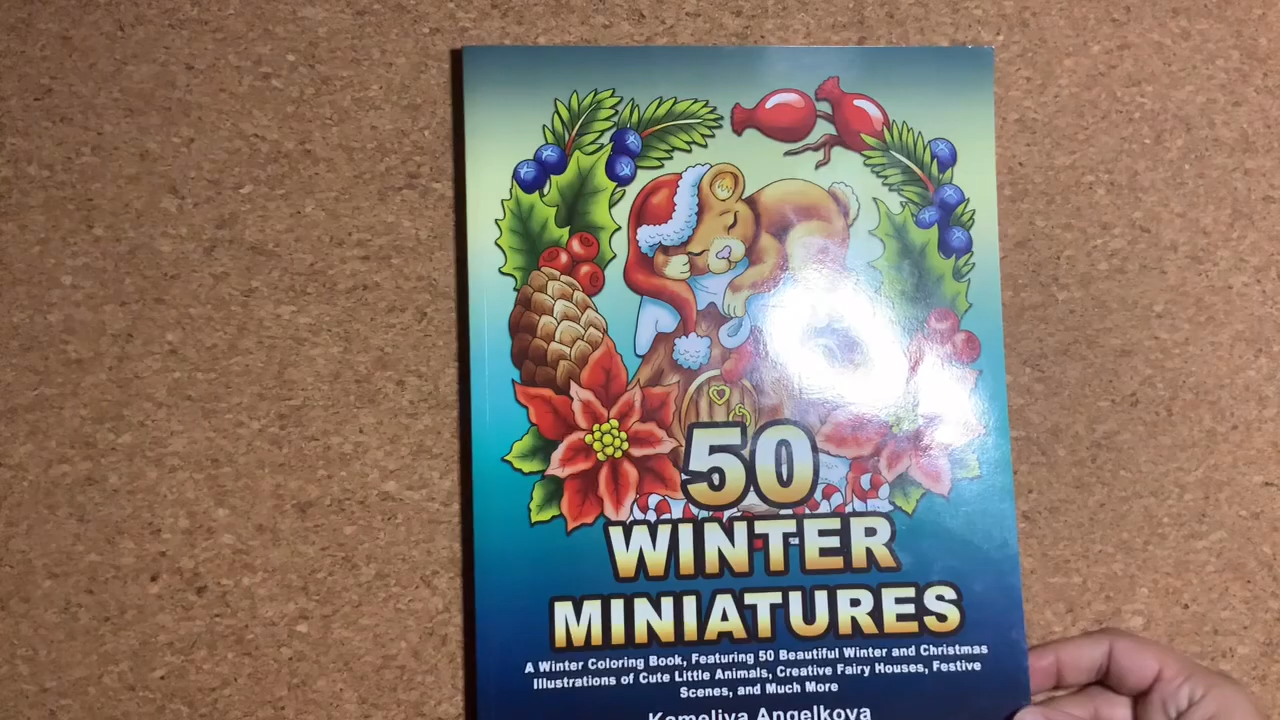 50
WINTER
MINIATURES
A Winter Coloring Book, Featuring 50 Beautiful Winter and Christmas
Illustrations of Cute Little Animals, Creative Fairy Houses, Festive
Scenes, and Much More
Kameliya Angelkova